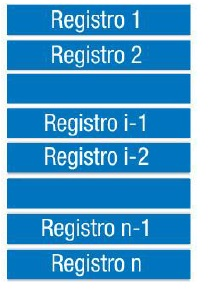 Registro 1
Registro 2
Registro i-1
Registro i-2
Registro n-1
Registro n